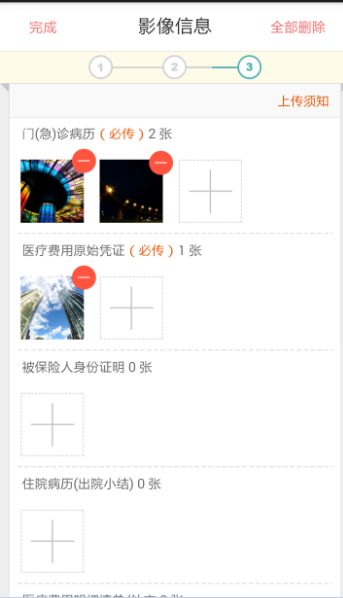 完成 影像信息 全部删除
1 2 3
上传须知
门(急)诊病历(必传) 2 张
医疗费用原始凭证(必传) 1 张
被保险人身份证明 0 张
住院病历(出院小结) 0 张